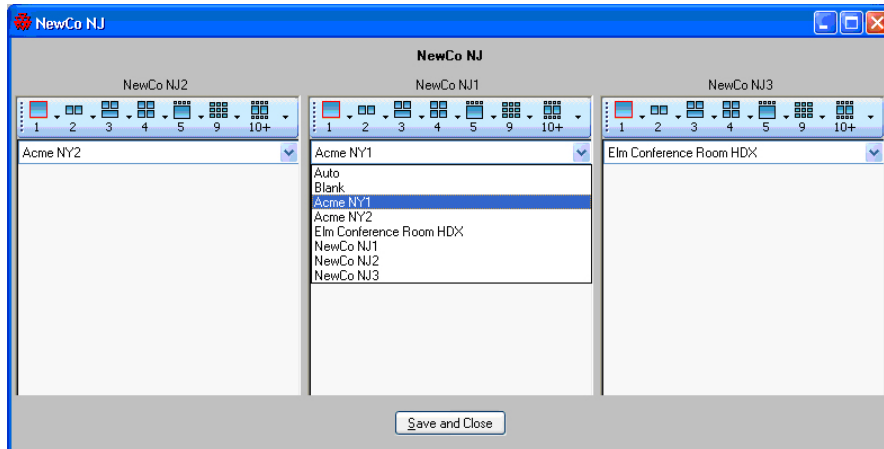 NewCo NJ
NewCo NJ
NewCo NJ2
NewCo NJ1
NewCo NJ3
1 2 3 4 5 9 10+
1 2 3 4 5 9 10+
1 2 3 4 5 9 10+
Acme NY2
Acme NY1
Elm Conference Room HDX
Auto
Blank
Acme NY1
Acme NY2
Elm Conference Room HDX
NewCo NJ1
NewCo NJ2
NewCo NJ3
Save and Close